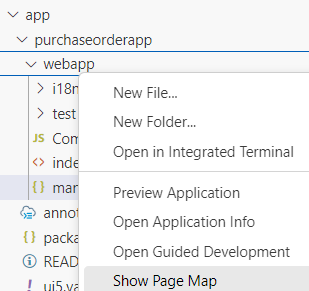 app
purchaseorderapp
webapp
i18n
test
JS Com
<> inde
{} man
New File...
New Folder...
Open in Integrated Terminal
Preview Application
Open Application Info
Open Guided Development
Show Page Map
annot
{} packa
READ
! ui5.ya